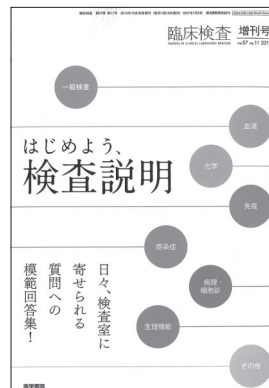 臨床検査 増刊号
一般検査
血液
はじめよう、
検査説明
化学
免疫
感染症
病理・
細胞診
生理機能
日々、検査室に
寄せられる
質問への
模範回答集！
その他
医学書院